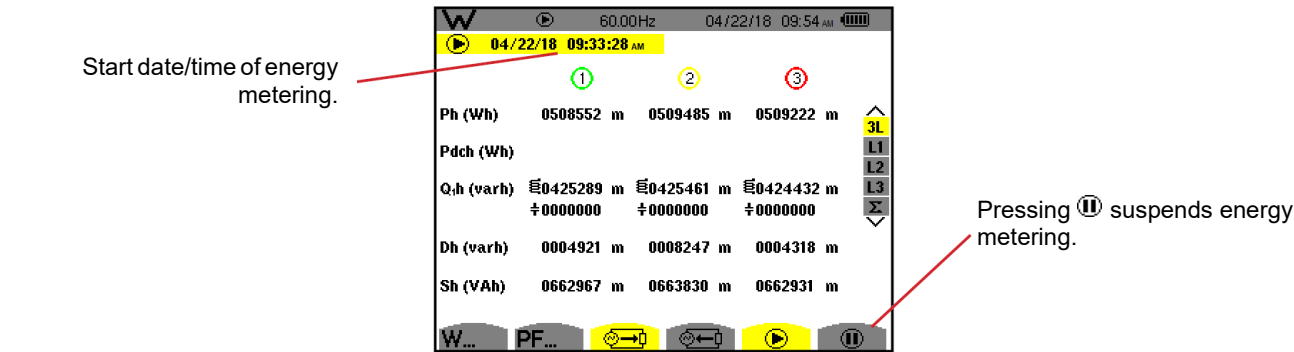 W 60.00Hz 04/22/18 09:54 AM
04/22/18 09:33:28 AM
Start date/time of energy
metering.
1 2 3
Ph (Wh) 0508552 m 0509485 m 0509222 m
3L
Pdch (Wh)
L1
L2
Q₁h (varh) 0425289 m 0425461 m 0424432 m
L3
÷0000000 ÷0000000 ÷0000000
Σ
Pressing ⏸ suspends energy
metering.
Dh (varh) 0004921 m 0008247 m 0004318 m
Sh (VAh) 0662967 m 0663830 m 0662931 m
W... PF...